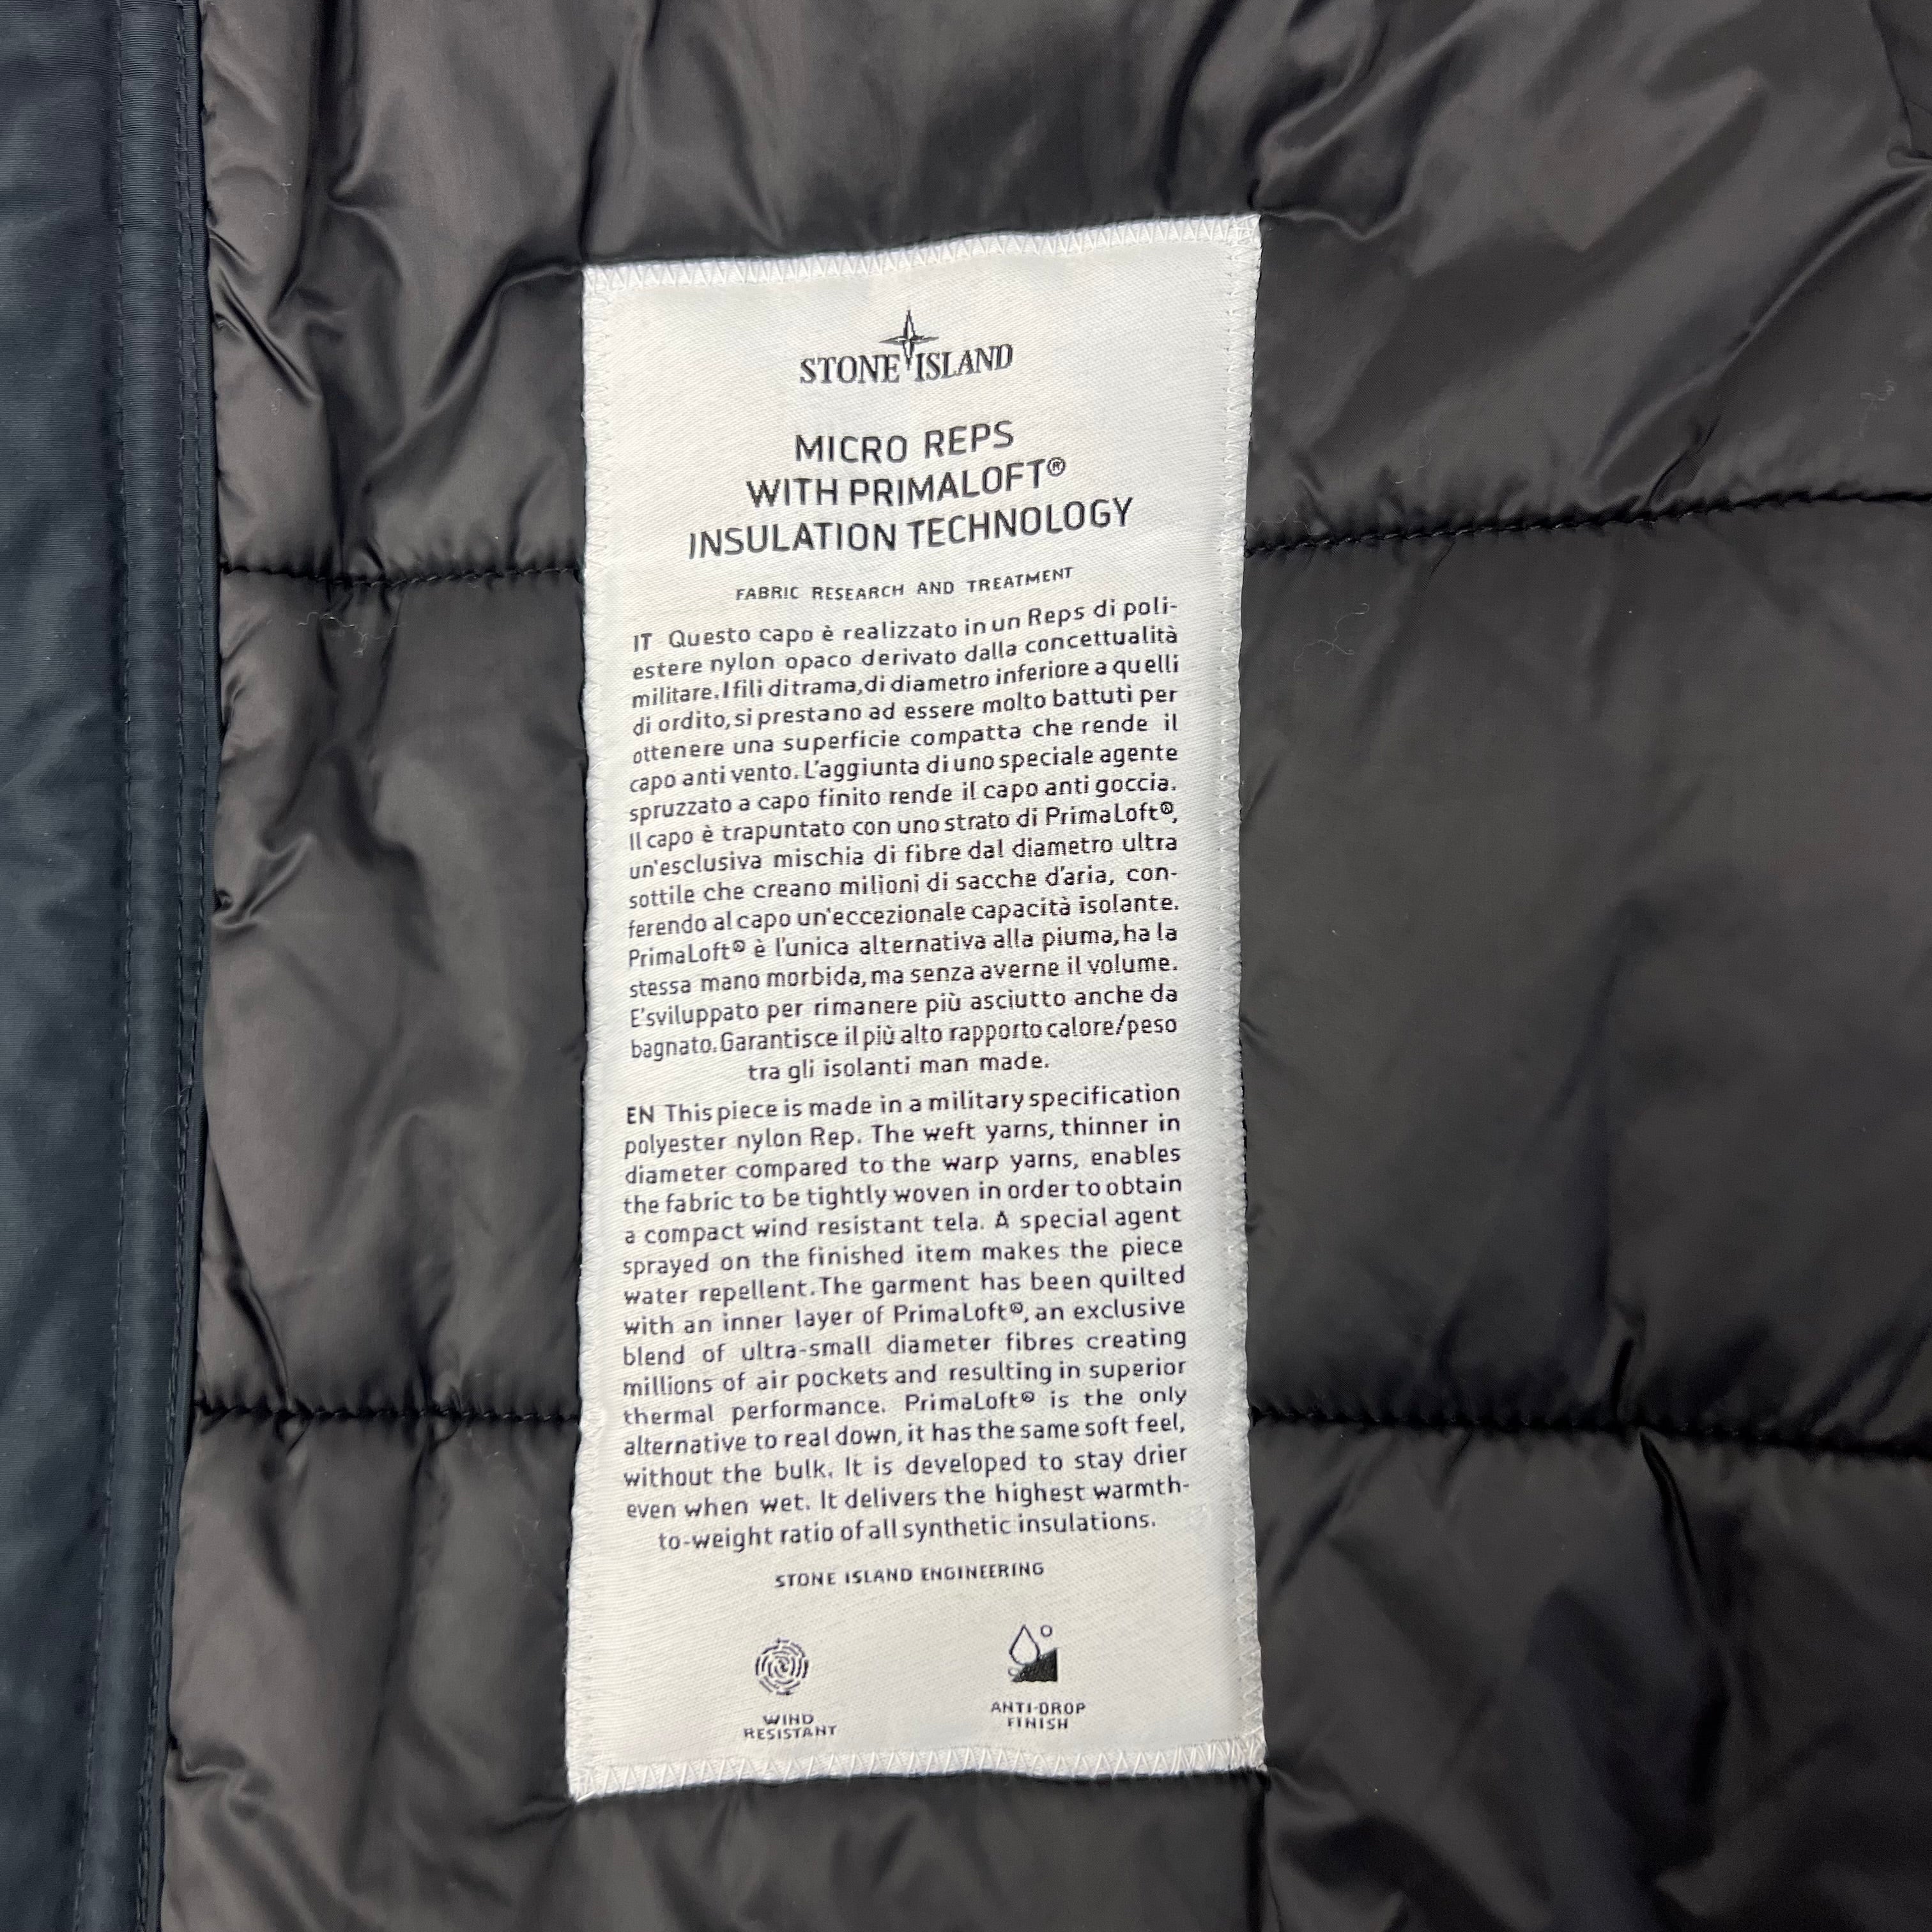 STONE ISLAND
MICRO REPS
WITH PRIMALOFT®
INSULATION TECHNOLOGY
FABRIC RESEARCH AND TREATMENT
IT Questo capo è realizzato in un Reps di poli-
estere nylon opaco derivato dalla concettualità
militare. I fili di trama, di diametro inferiore a quelli
di ordito, si prestano ad essere molto battuti per
ottenere una superficie compatta che rende il
capo anti vento. L'aggiunta di uno speciale agente
spruzzato a capo finito rende il capo anti goccia.
Il capo è trapuntato con uno strato di PrimaLoft®,
un'esclusiva mischia di fibre dal diametro ultra
sottile che creano milioni di sacche d'aria, con-
ferendo al capo un'eccezionale capacità isolante.
PrimaLoft® è l'unica alternativa alla piuma, ha la
stessa mano morbida, ma senza averne il volume.
E'sviluppato per rimanere più asciutto anche da
bagnato. Garantisce il più alto rapporto calore/peso
tra gli isolanti man made.
EN This piece is made in a military specification
polyester nylon Rep. The weft yarns, thinner in
diameter compared to the warp yarns, enables
the fabric to be tightly woven in order to obtain
a compact wind resistant tela. A special agent
sprayed on the finished item makes the piece
water repellent. The garment has been quilted
with an inner layer of PrimaLoft®, an exclusive
blend of ultra-small diameter fibres creating
millions of air pockets and resulting in superior
thermal performance. PrimaLoft® is the only
alternative to real down, it has the same soft feel,
without the bulk. It is developed to stay drier
even when wet. It delivers the highest warmth-
to-weight ratio of all synthetic insulations.
STONE ISLAND ENGINEERING
WIND
RESISTANT
ANTI-DROP
FINISH